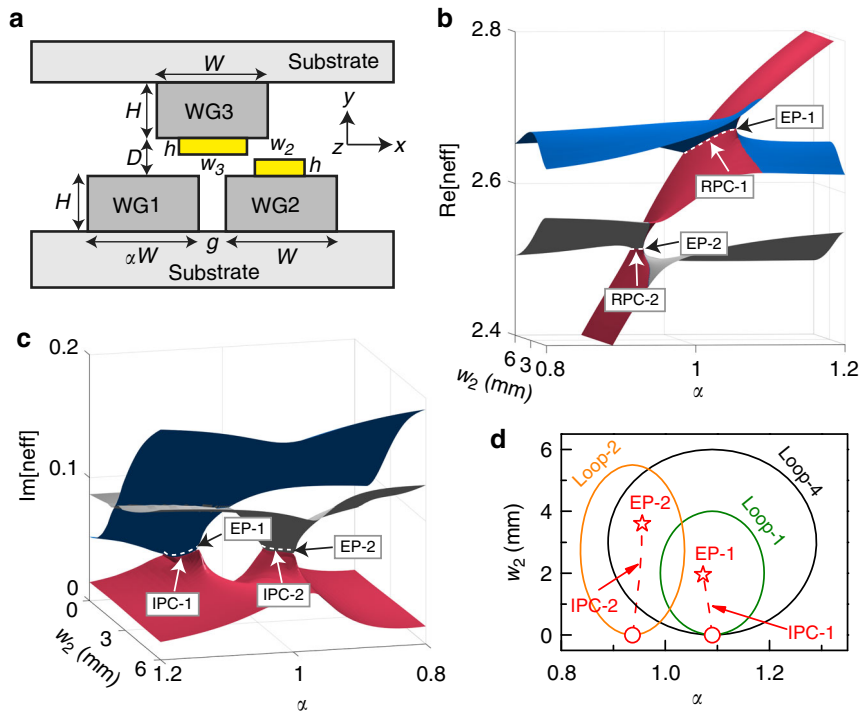 a
W
Substrate
H
WG3
y
z
x
h
w3
w2
h
D
H
WG1
WG2
αW
g
W
Substrate
b
2.8
EP-1
Re[neff]
2.6
RPC-1
EP-2
RPC-2
2.4
6 3
0.8
1
1.2
w2 (mm)
α
c
0.2
Im[neff]
0.1
EP-1
EP-2
IPC-1
IPC-2
0
0
3
6
w2 (mm)
1.2
1
0.8
α
d
6
4
2
0
w2 (mm)
Loop-2
Loop-4
EP-2
Loop-1
EP-1
IPC-2
IPC-1
0.8
1.0
1.2
α